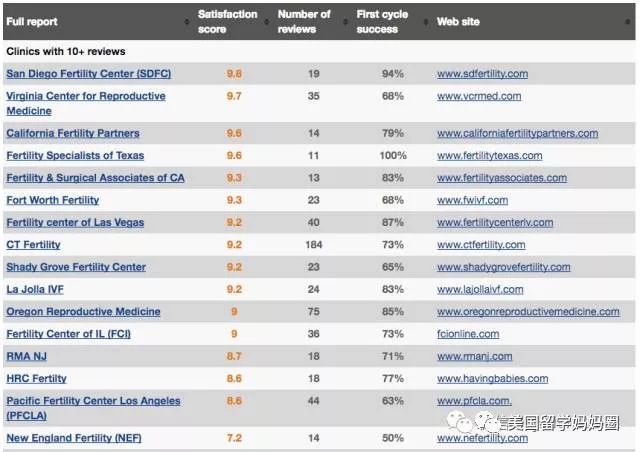 Full report Satisfaction score Number of reviews First cycle success Web site
Clinics with 10+ reviews
San Diego Fertility Center (SDFC) 9.8 19 94% www.sdfertility.com
Virginia Center for Reproductive Medicine 9.7 35 68% www.vcrmed.com
California Fertility Partners 9.6 14 79% www.californiafertilitypartners.com
Fertility Specialists of Texas 9.6 11 100% www.fertilitytexas.com
Fertility & Surgical Associates of CA 9.3 13 83% www.fertilityassociates.com
Fort Worth Fertility 9.3 23 68% www.fwivf.com
Fertility center of Las Vegas 9.2 40 87% www.fertilitycenterlv.com
CT Fertility 9.2 184 73% www.ctfertility.com
Shady Grove Fertility Center 9.2 23 65% www.shadygrovefertility.com
La Jolla IVF 9.2 24 83% www.lajollaivf.com
Oregon Reproductive Medicine 9 75 85% www.oregonreproductivemedicine.com
Fertility Center of IL (FCI) 9 36 73% fcionline.com
RMA NJ 8.7 18 71% www.rmanj.com
HRC Fertilty 8.6 18 77% www.havingbabies.com
Pacific Fertility Center Los Angeles (PFCLA) 8.6 44 63% www.pfcla.com.
New England Fertility (NEF) 7.2 14 50% www.nefertility.com
美国留学妈妈圈